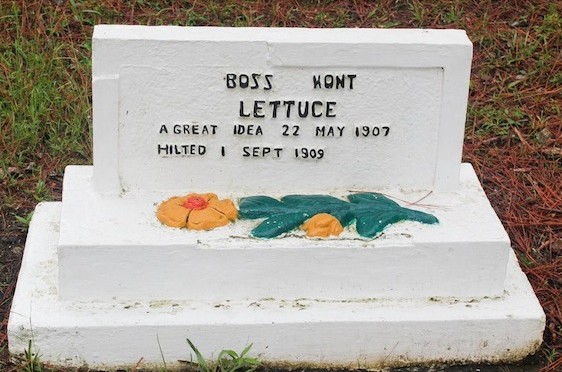 BOSS KONT
LETTUCE
A GREAT IDEA 22 MAY 1907
HILTED 1 SEPT 1909